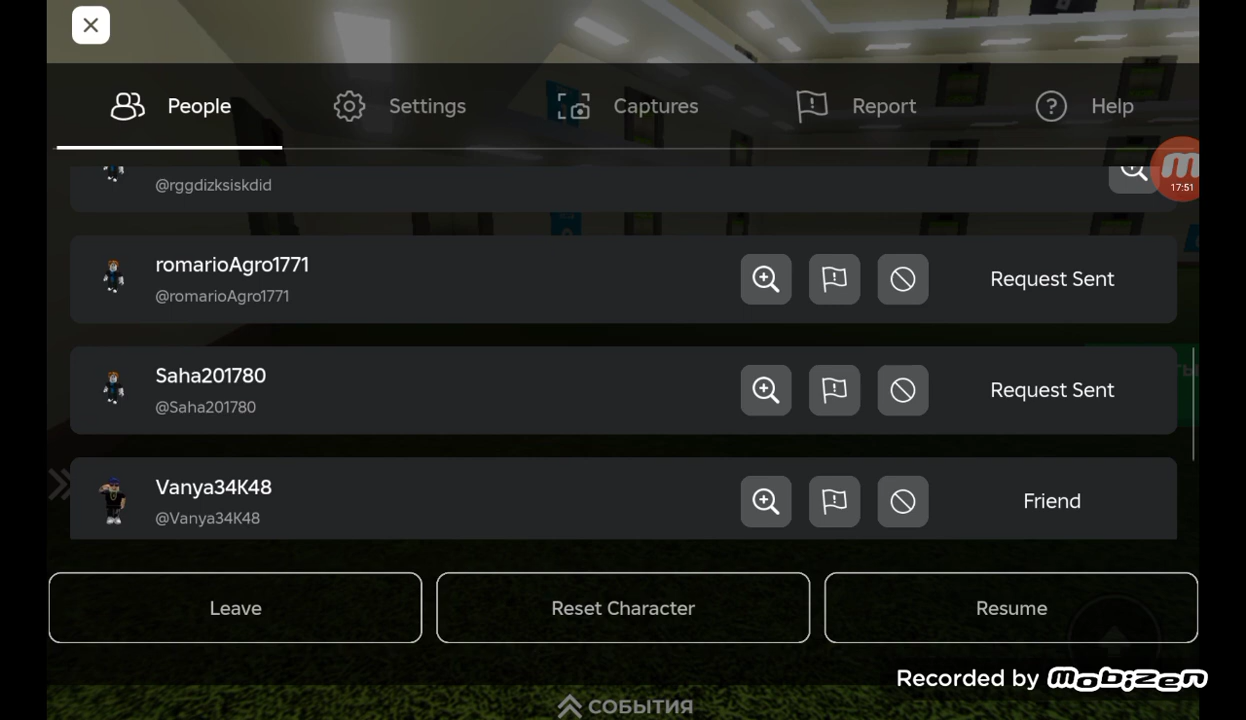 People Settings Captures Report Help
@rggdizksiskdid
17:51
romarioAgro1771
@romarioAgro1771
Request Sent
Saha201780
@Saha201780
Request Sent
Vanya34K48
@Vanya34K48
Friend
Leave Reset Character Resume
Recorded by mobizen
СОБЫТИЯ